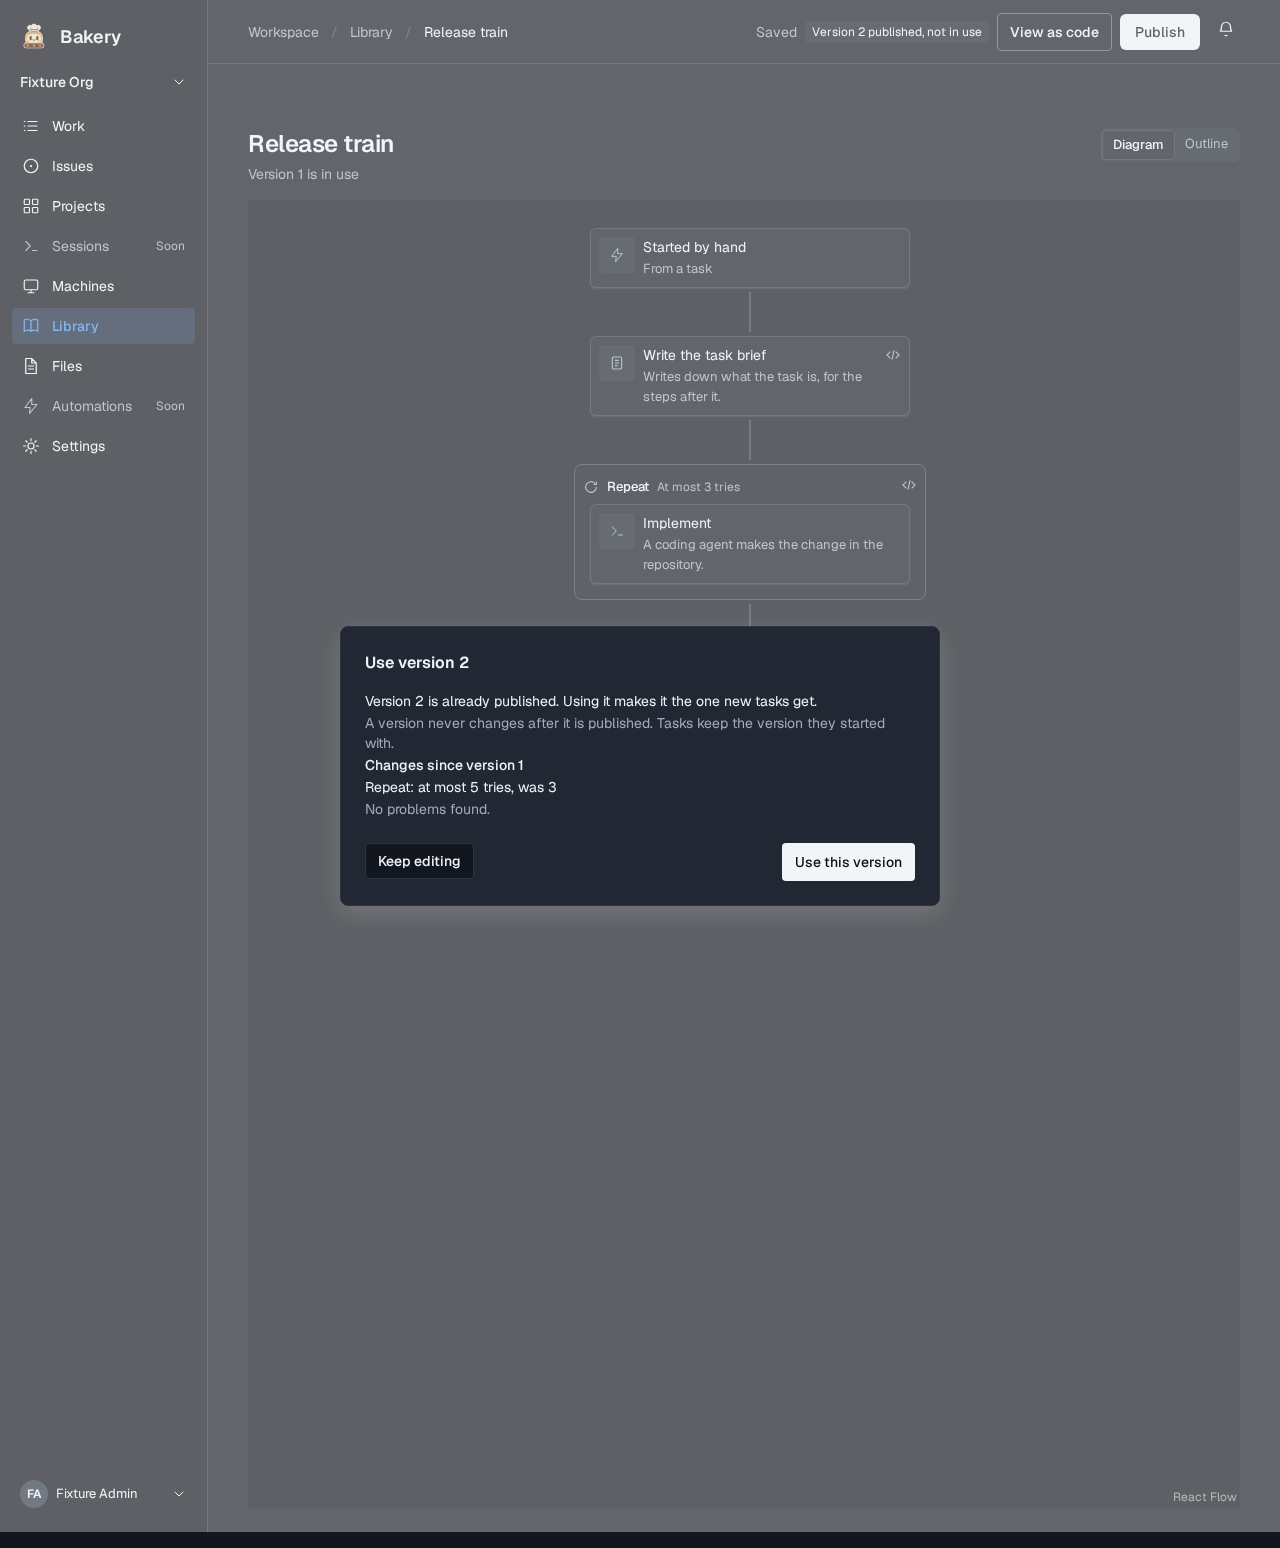 Bakery
Fixture Org
Work
Issues
Projects
Sessions Soon
Machines
Library
Files
Automations Soon
Settings
FA Fixture Admin
Workspace / Library / Release train
Saved Version 2 published, not in use View as code Publish
Release train
Version 1 is in use
Diagram Outline
Started by hand
From a task
Write the task brief
Writes down what the task is, for the
steps after it.
Repeat At most 3 tries
Implement
A coding agent makes the change in the
repository.
Use version 2
Version 2 is already published. Using it makes it the one new tasks get.
A version never changes after it is published. Tasks keep the version they started
with.
Changes since version 1
Repeat: at most 5 tries, was 3
No problems found.
Keep editing Use this version
React Flow